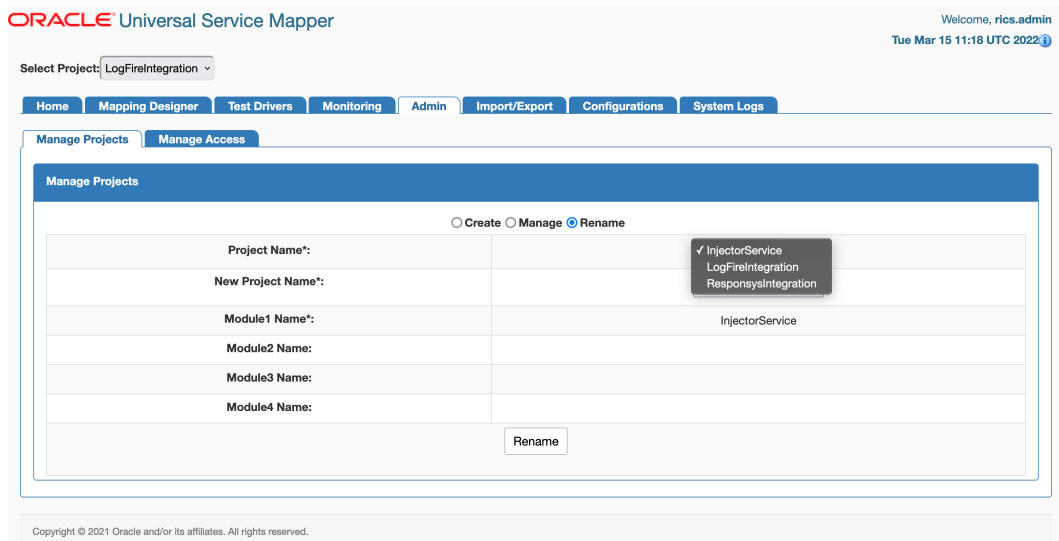 ORACLE® Universal Service Mapper
Welcome, rics.admin
Tue Mar 15 11:18 UTC 2022 i
Select Project: LogFireIntegration
Home Mapping Designer Test Drivers Monitoring Admin Import/Export Configurations System Logs
Manage Projects Manage Access
Manage Projects
Create Manage Rename
Project Name*: ✓ InjectorService
LogFireIntegration
ResponsysIntegration
New Project Name*:
Module1 Name*: InjectorService
Module2 Name:
Module3 Name:
Module4 Name:
Rename
Copyright © 2021 Oracle and/or its affiliates. All rights reserved.